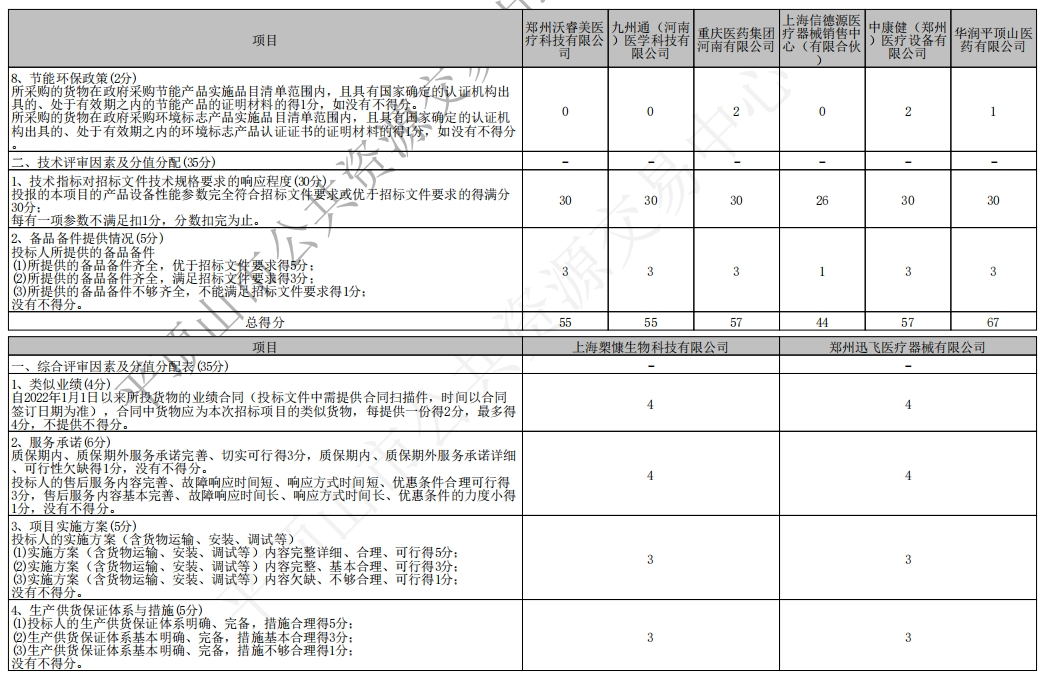 项目
郑州沃睿美医
疗科技有限公
司
九州通（河南
）医学科技有
限公司
重庆医药集团
河南有限公司
上海信德源医
疗器械销售中
心（有限合伙
）
中康健（郑州
）医疗设备有
限公司
华润平顶山医
药有限公司
8、节能环保政策(2分)
所采购的货物在政府采购节能产品实施品目清单范围内，且具有国家确定的认证机构出
具的、处于有效期之内的节能产品的证明材料的得1分，如没有不得分。
所采购的货物在政府采购环境标志产品实施品目清单范围内，且具有国家确定的认证机
构出具的、处于有效期之内的环境标志产品认证证书的证明材料的得1分，如没有不得分
。
0 0 2 0 2 1
二、技术评审因素及分值分配(35分)
– – – – – –
1、技术指标对招标文件技术规格要求的响应程度(30分)
投报的本项目的产品设备性能参数完全符合招标文件要求或优于招标文件要求的得满分
30分；
每有一项参数不满足扣1分，分数扣完为止。
30 30 30 26 30 30
2、备品备件提供情况(5分)
投标人所提供的备品备件
(1)所提供的备品备件齐全，优于招标文件要求得5分；
(2)所提供的备品备件齐全，满足招标文件要求得3分；
(3)所提供的备品备件不够齐全，不能满足招标文件要求得1分；
没有不得分。
3 3 3 1 3 3
总得分 55 55 57 44 57 67
项目 上海槊慷生物科技有限公司 郑州迅飞医疗器械有限公司
一、综合评审因素及分值分配表(35分) – –
1、类似业绩(4分)
自2022年1月1日以来所投货物的业绩合同（投标文件中需提供合同扫描件，时间以合同
签订日期为准），合同中货物应为本次招标项目的类似货物，每提供一份得2分，最多得
4分，不提供不得分。
4 4
2、服务承诺(6分)
质保期内、质保期外服务承诺完善、切实可行得3分，质保期内、质保期外服务承诺详细
、可行性欠缺得1分，没有不得分。
投标人的售后服务内容完善、故障响应时间短、响应方式时间短、优惠条件合理可行得
3分，售后服务内容基本完善、故障响应时间长、响应方式时间长、优惠条件的力度小得
1分，没有不得分。
4 4
3、项目实施方案(5分)
投标人的实施方案（含货物运输、安装、调试等）
(1)实施方案（含货物运输、安装、调试等）内容完整详细、合理、可行得5分；
(2)实施方案（含货物运输、安装、调试等）内容完整、基本合理、可行得3分；
(3)实施方案（含货物运输、安装、调试等）内容欠缺、不够合理、可行得1分；
没有不得分。
3 3
4、生产供货保证体系与措施(5分)
(1)投标人的生产供货保证体系明确、完备，措施合理得5分；
(2)生产供货保证体系基本明确、完备，措施基本合理得3分；
(3)生产供货保证体系基本明确、完备，措施不够合理得1分；
没有不得分。
3 3
平顶山市公共资源交易中心
平顶山市公共资源交易中心